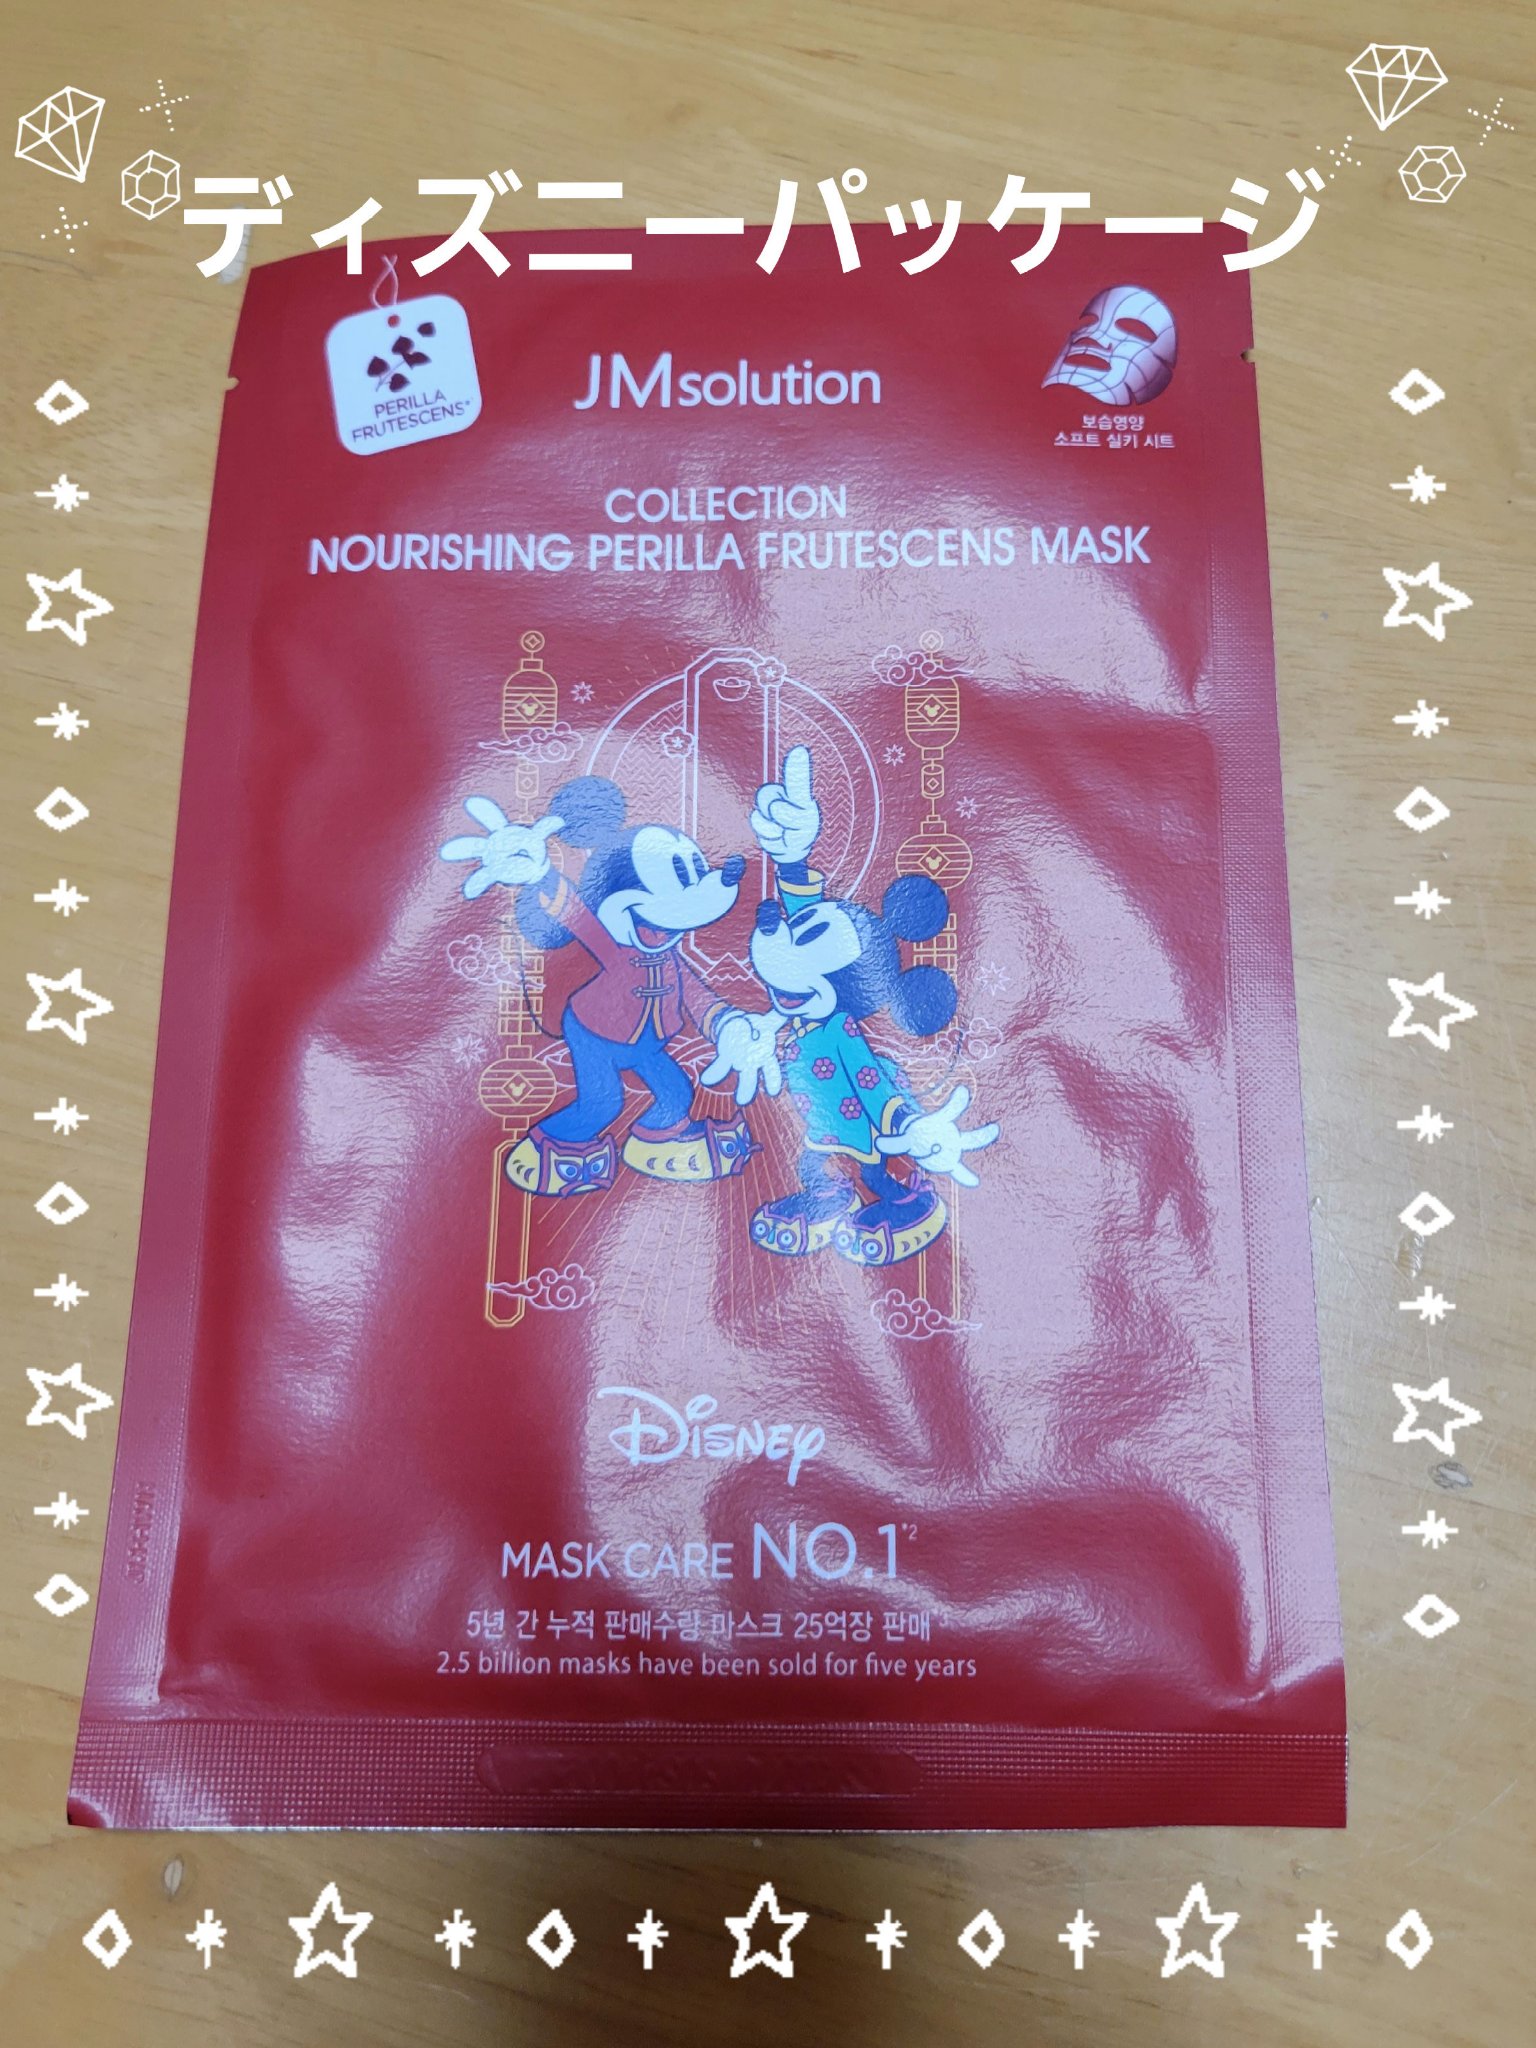 ディズニーパッケージ
PERILLA
FRUTESCENS*
JMsolution
보습영양
소프트 실키 시트
COLLECTION
NOURISHING PERILLA FRUTESCENS MASK
Disney
MASK CARE NO.1*2
5년 간 누적 판매수량 마스크 25억장 판매*3
2.5 billion masks have been sold for five years